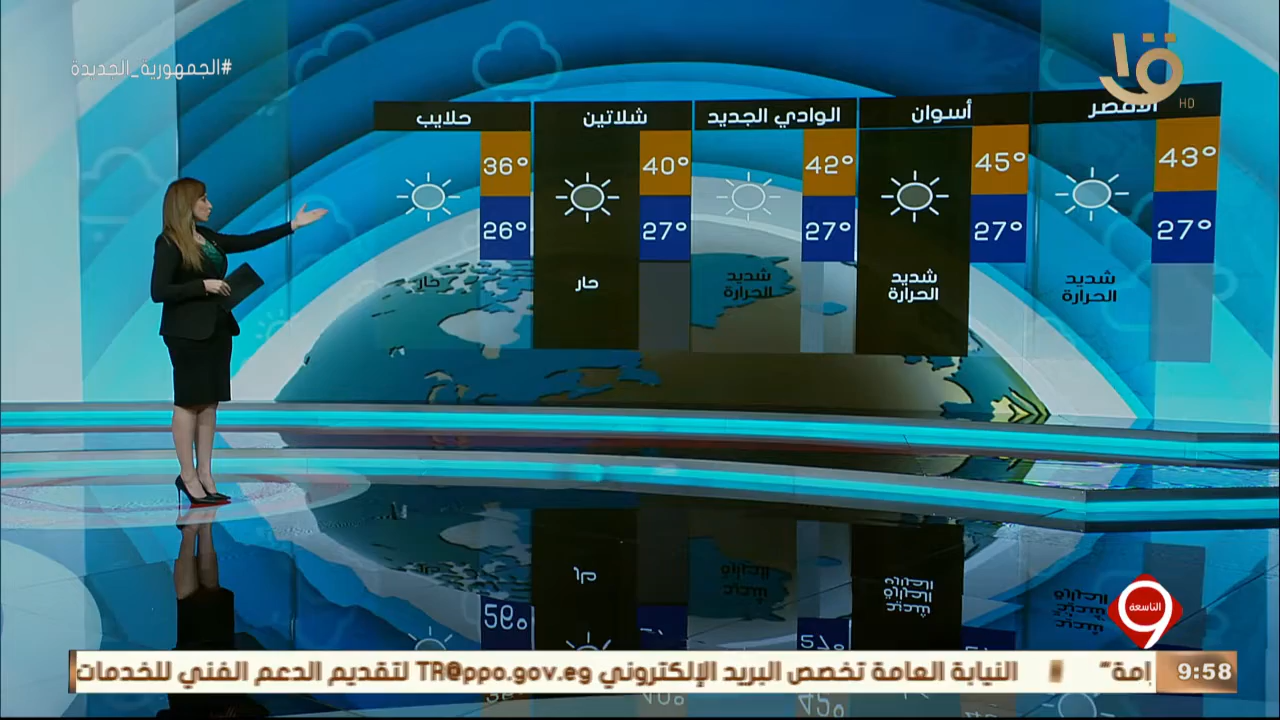 #الجمهورية_الجديدة
HD
الأقصر
43°
27°
شديد
الحرارة
أسوان
45°
27°
شديد
الحرارة
الوادي الجديد
42°
27°
شديد
الحرارة
شلاتين
40°
27°
حار
حلايب
36°
26°
حار
التاسعة
9
9:58
إمة" النيابة العامة تخصص البريد الإلكتروني TR@ppo.gov.eg لتقديم الدعم الفني للخدمات